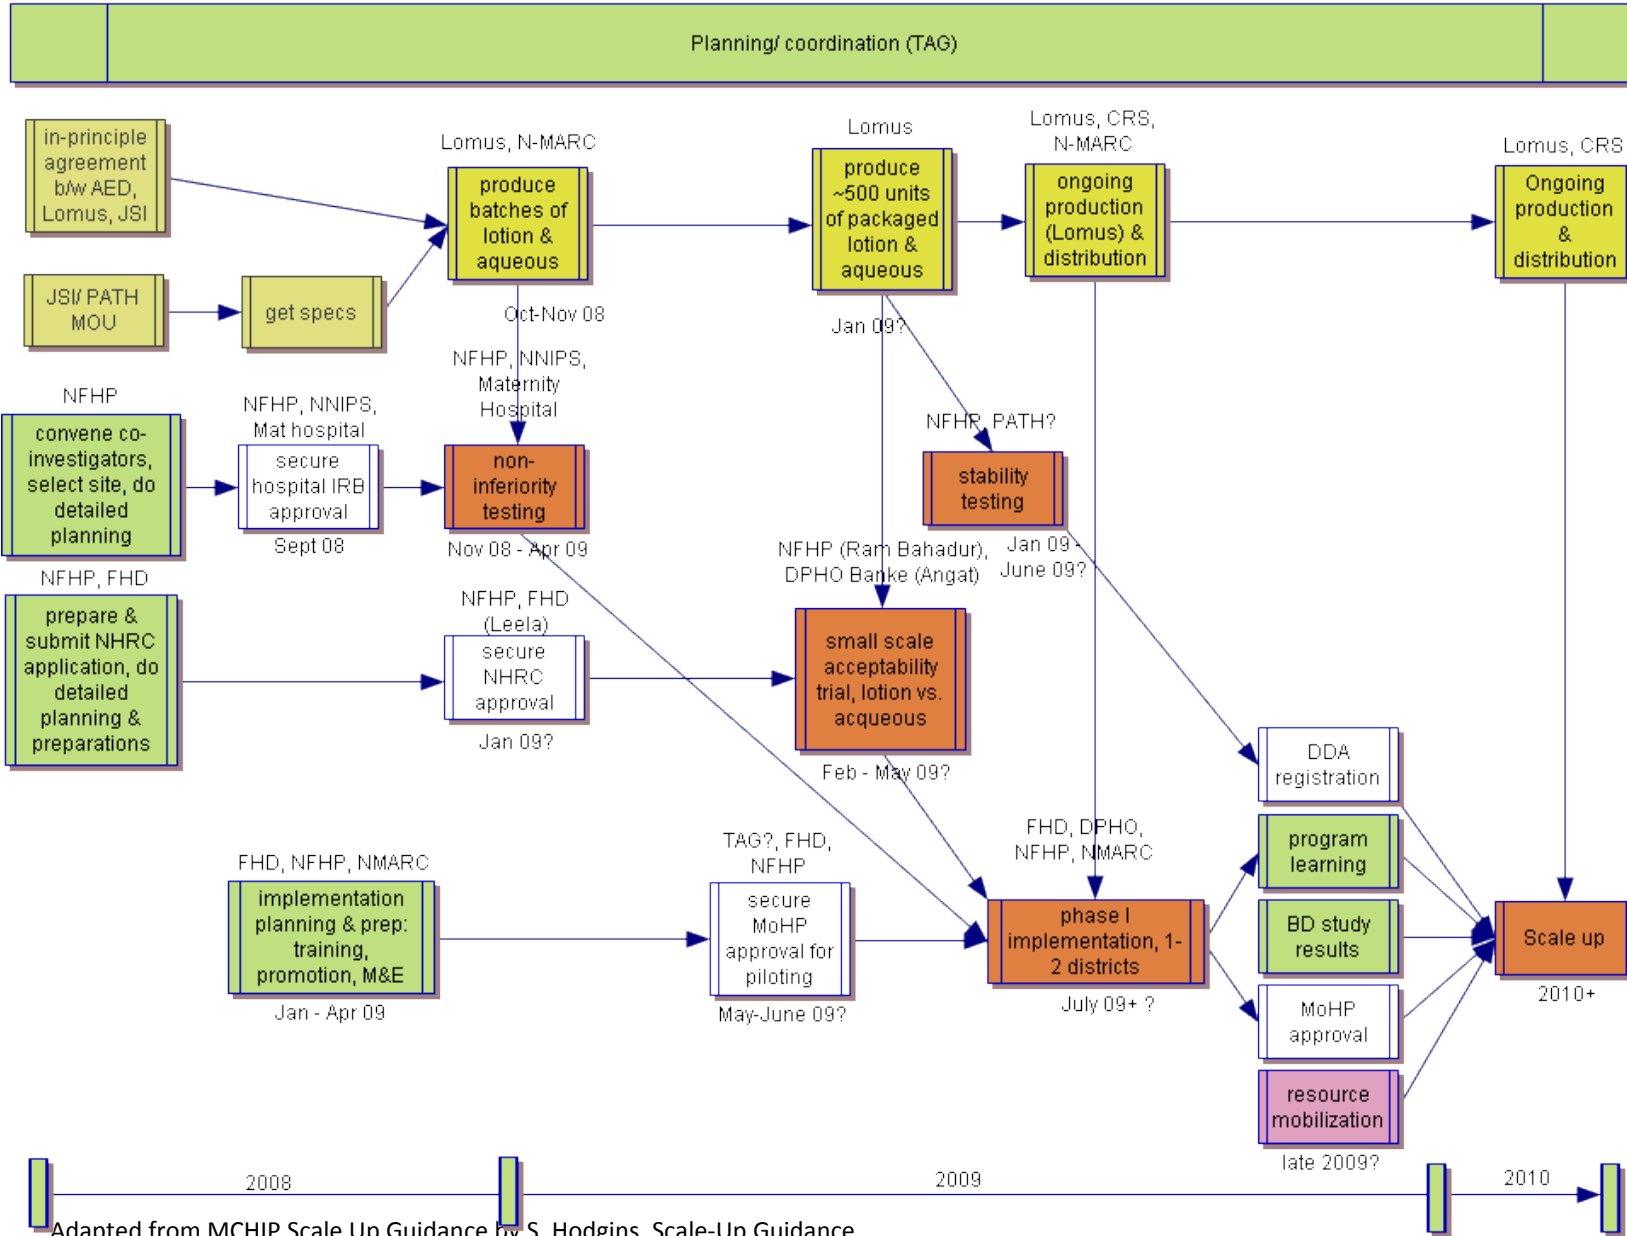 Planning/ coordination (TAG)
in-principle
agreement
b/w AED,
Lomus, JSI
Lomus, N-MARC
produce
batches of
lotion &
aqueous
Oct-Nov 08
Lomus
produce
~500 units
of packaged
lotion &
aqueous
Jan 09?
Lomus, CRS,
N-MARC
ongoing
production
(Lomus) &
distribution
Lomus, CRS
Ongoing
production
&
distribution
JSI/ PATH
MOU
get specs
NFHP
convene co-
investigators,
select site, do
detailed
planning
NFHP, NNIPS,
Mat hospital
secure
hospital IRB
approval
Sept 08
NFHP, NNIPS,
Maternity
Hospital
non-
inferiority
testing
Nov 08 - Apr 09
NFHP, PATH?
stability
testing
Jan 09 -
June 09?
NFHP, FHD
prepare &
submit NHRC
application, do
detailed
planning &
preparations
NFHP, FHD
(Leela)
secure
NHRC
approval
Jan 09?
NFHP (Ram Bahadur),
DPHO Banke (Angat)
small scale
acceptability
trial, lotion vs.
acqueous
Feb - May 09?
FHD, NFHP, NMARC
implementation
planning & prep:
training,
promotion, M&E
Jan - Apr 09
TAG?, FHD,
NFHP
secure
MoHP
approval for
piloting
May-June 09?
FHD, DPHO,
NFHP, NMARC
phase I
implementation, 1-
2 districts
July 09+ ?
DDA
registration
program
learning
BD study
results
MoHP
approval
resource
mobilization
late 2009?
Scale up
2010+
2008
2009
2010
Adapted from MCHIP Scale Up Guidance by S. Hodgins, Scale-Up Guidance